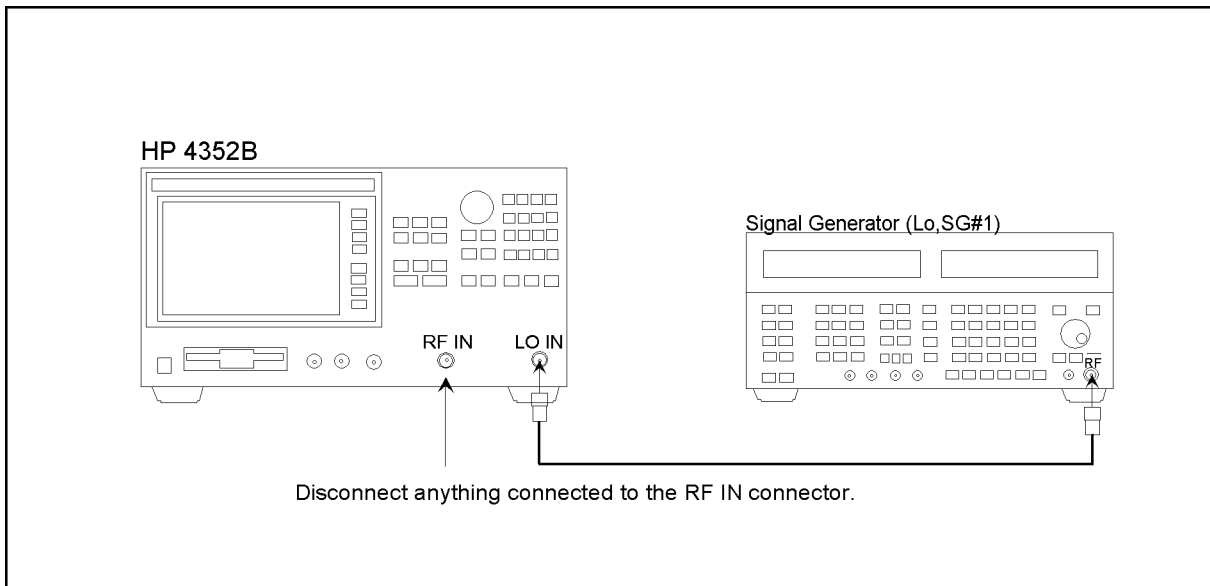 HP 4352B
Signal Generator (Lo,SG#1)
RF IN
LO IN
RF
Disconnect anything connected to the RF IN connector.